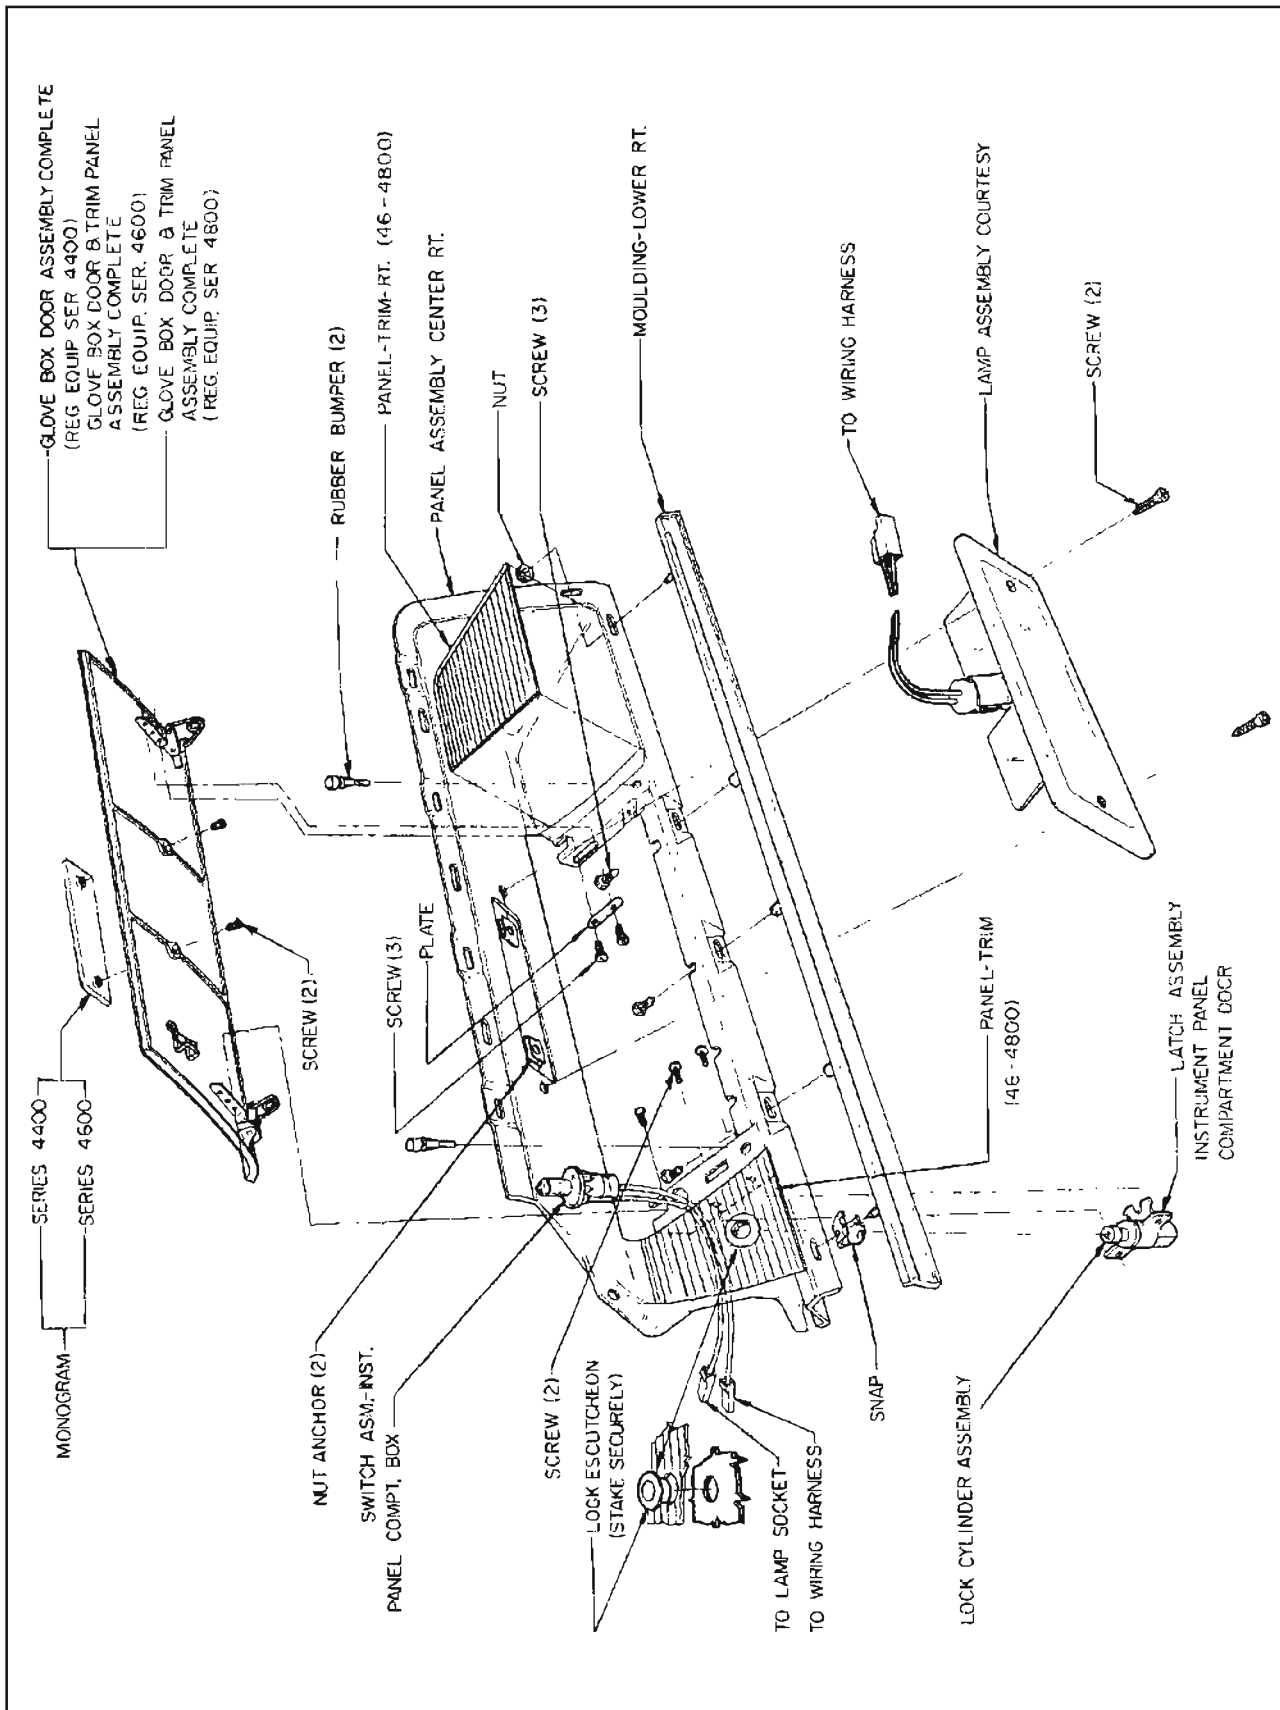 MONOGRAM
SERIES 4400
SERIES 4600
GLOVE BOX DOOR ASSEMBLY COMPLETE
(REG EQUIP SER 4400)
GLOVE BOX DOOR & TRIM PANEL
ASSEMBLY COMPLETE
(REG EQUIP. SER. 4600)
GLOVE BOX DOOR & TRIM PANEL
ASSEMBLY COMPLETE
(REG. EQUIP. SER 4800)
SCREW (2)
RUBBER BUMPER (2)
NUT ANCHOR (2)
SCREW (3)
PLATE
PANEL-TRIM-RT. (46-4800)
SWITCH ASM.-INST.
PANEL COMPT. BOX
PANEL ASSEMBLY CENTER RT.
NUT
SCREW (3)
SCREW (2)
LOCK ESCUTCHEON
(STAKE SECURELY)
MOULDING-LOWER RT.
TO LAMP SOCKET
TO WIRING HARNESS
SNAP
TO WIRING HARNESS
LOCK CYLINDER ASSEMBLY
PANEL-TRIM
(46-4800)
LAMP ASSEMBLY COURTESY
SCREW (2)
LATCH ASSEMBLY
INSTRUMENT PANEL
COMPARTMENT DOOR